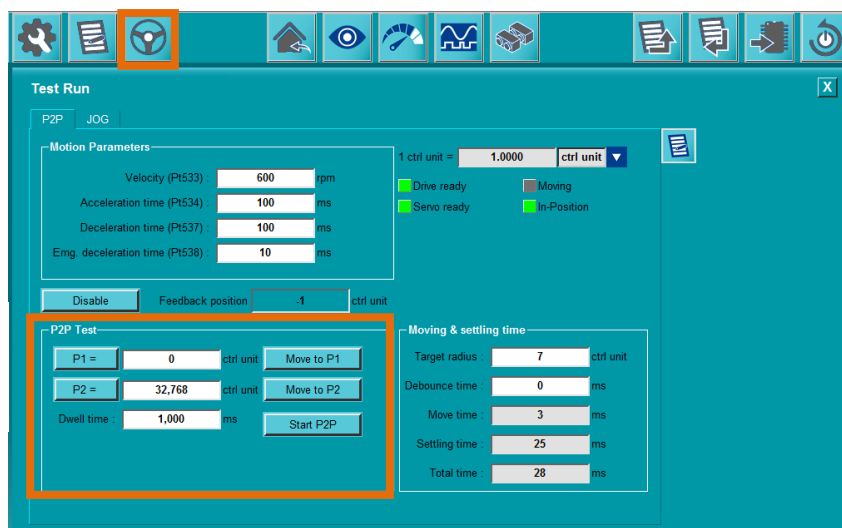 Test Run
X
P2P JOG
Motion Parameters
Velocity (Pt533) : 600 rpm
Acceleration time (Pt534) : 100 ms
Deceleration time (Pt537) : 100 ms
Emg. deceleration time (Pt538) : 10 ms
1 ctrl unit = 1.0000 ctrl unit
Drive ready Moving
Servo ready In-Position
Disable Feedback position -1 ctrl unit
P2P Test
P1 = 0 ctrl unit Move to P1
P2 = 32,768 ctrl unit Move to P2
Dwell time : 1,000 ms Start P2P
Moving & settling time
Target radius : 7 ctrl unit
Debounce time : 0 ms
Move time : 3 ms
Settling time : 25 ms
Total time : 28 ms